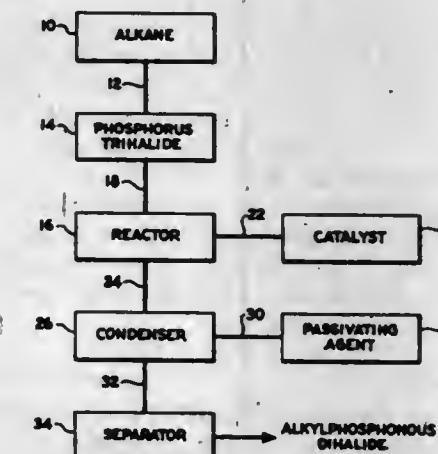 10
ALKANE
12
14
PHOSPHORUS
TRIHALIDE
18
16
REACTOR
22
CATALYST
24
26
CONDENSER
30
PASSIVATING
AGENT
32
34
SEPARATOR
ALKYLPHOSPHONOUS
DIHALIDE